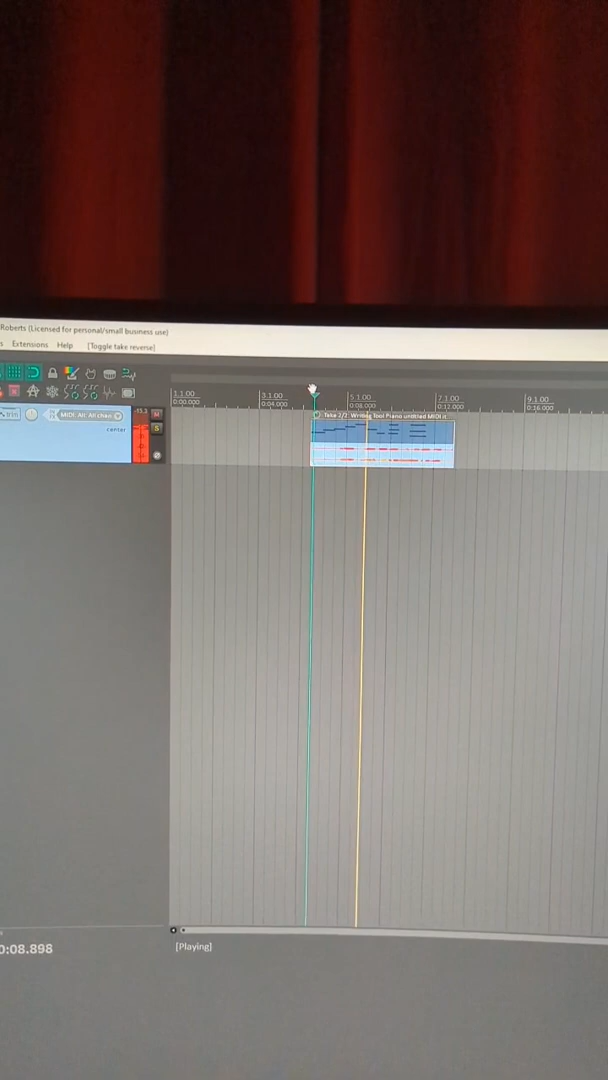 Roberts (Licensed for personal/small business use)
s Extensions Help [Toggle take reverse]
1.1.00 3.1.00 5.1.00 7.1.00 9.1.00
0:00.000 0:04.000 0:08.000 0:12.000 0:16.000
trim MIDI: All: All chan -15.3 M
Take 2/2: Writing Tool Piano untitled MIDI it
center S
0:08.898 [Playing]